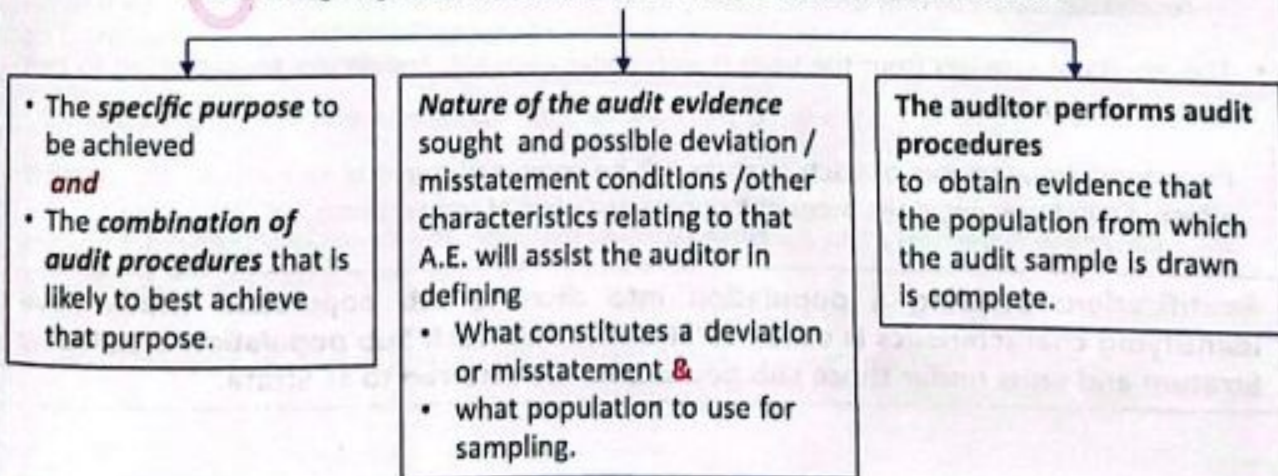 • The specific purpose to
be achieved
and
• The combination of
audit procedures that is
likely to best achieve
that purpose.
Nature of the audit evidence
sought and possible deviation /
misstatement conditions /other
characteristics relating to that
A.E. will assist the auditor in
defining
• What constitutes a deviation
or misstatement &
• what population to use for
sampling.
The auditor performs audit
procedures
to obtain evidence that
the population from which
the audit sample is drawn
is complete.